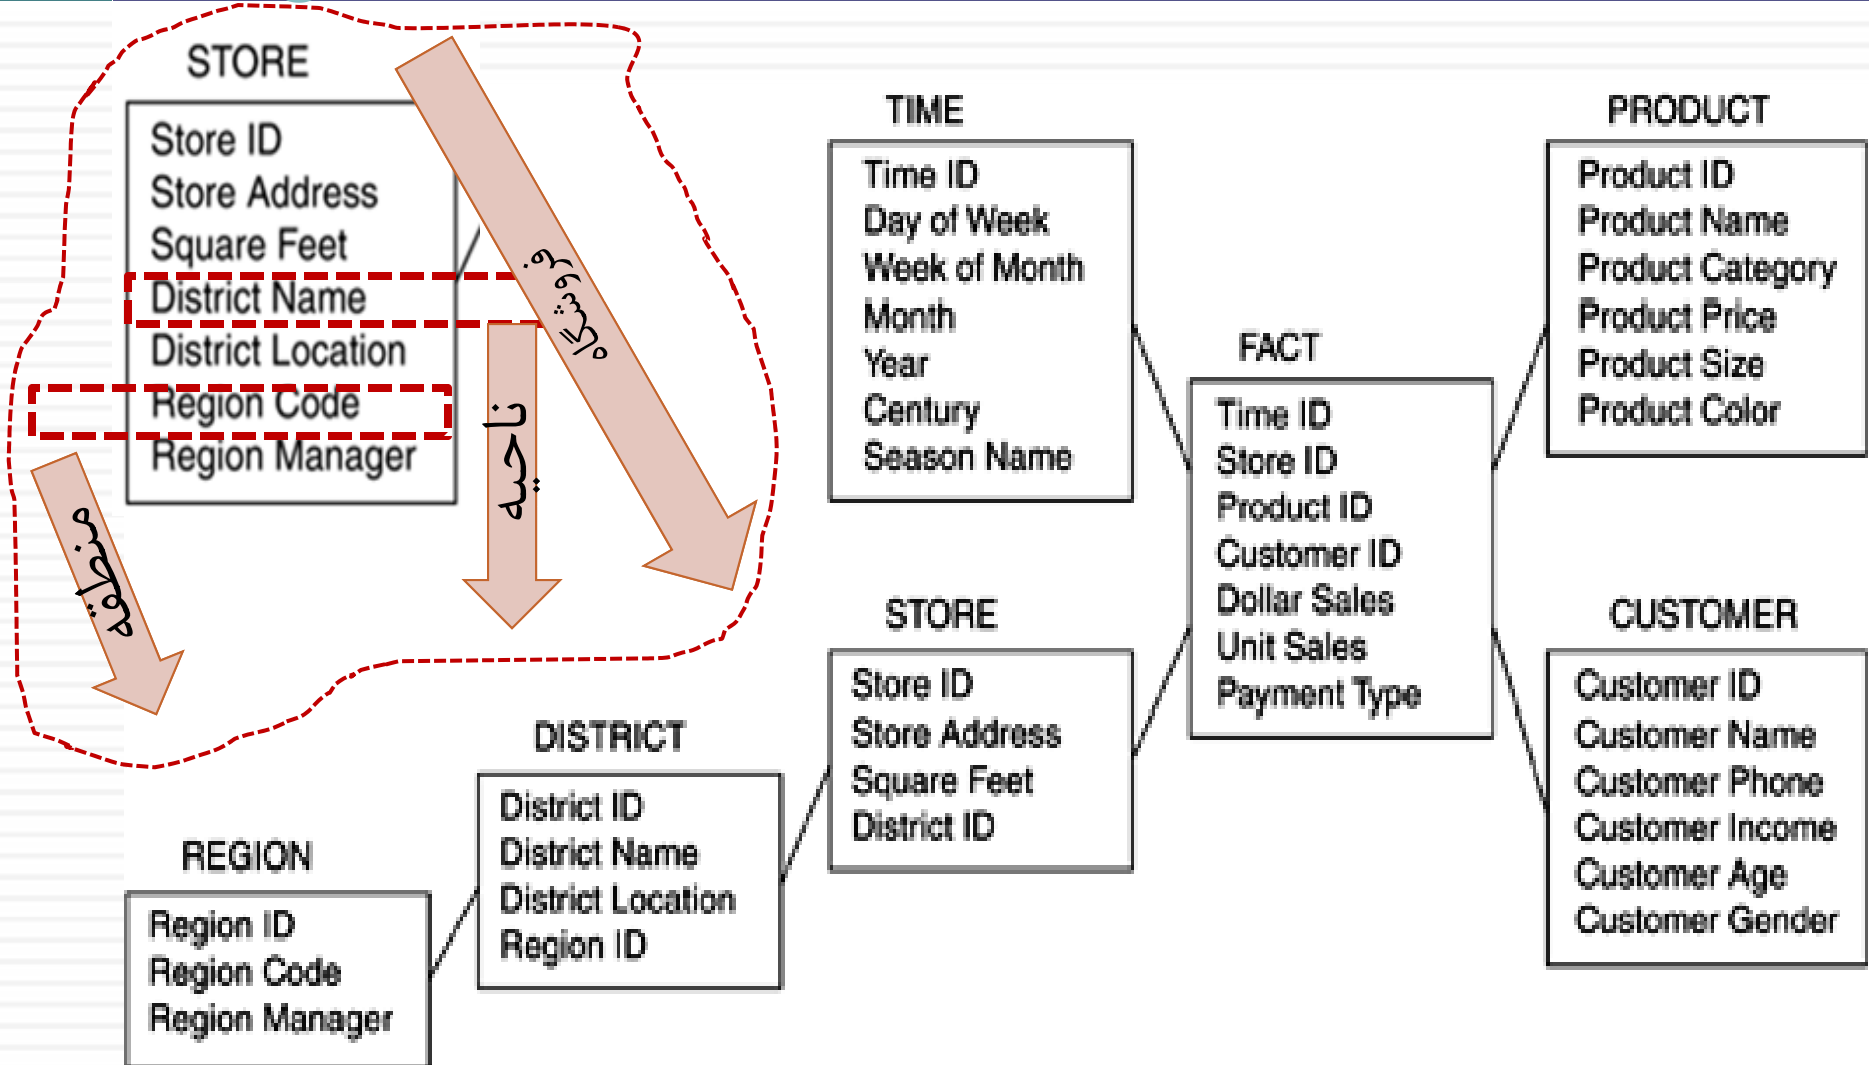 STORE
Store ID
Store Address
Square Feet
District Name
District Location
Region Code
Region Manager
فروشگاه
ناحیه
منطقه
TIME
Time ID
Day of Week
Week of Month
Month
Year
Century
Season Name
PRODUCT
Product ID
Product Name
Product Category
Product Price
Product Size
Product Color
FACT
Time ID
Store ID
Product ID
Customer ID
Dollar Sales
Unit Sales
Payment Type
STORE
Store ID
Store Address
Square Feet
District ID
CUSTOMER
Customer ID
Customer Name
Customer Phone
Customer Income
Customer Age
Customer Gender
DISTRICT
District ID
District Name
District Location
Region ID
REGION
Region ID
Region Code
Region Manager